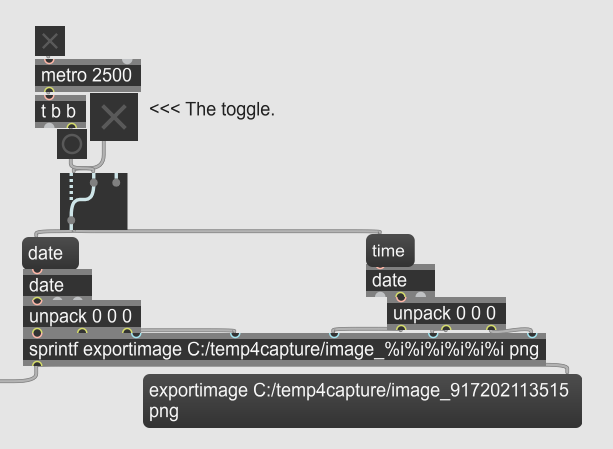 metro 2500
t b b
<<< The toggle.
date
time
date
date
unpack 0 0 0
unpack 0 0 0
sprintf exportimage C:/temp4capture/image_%i%i%i%i%i%i png
exportimage C:/temp4capture/image_917202113515
png